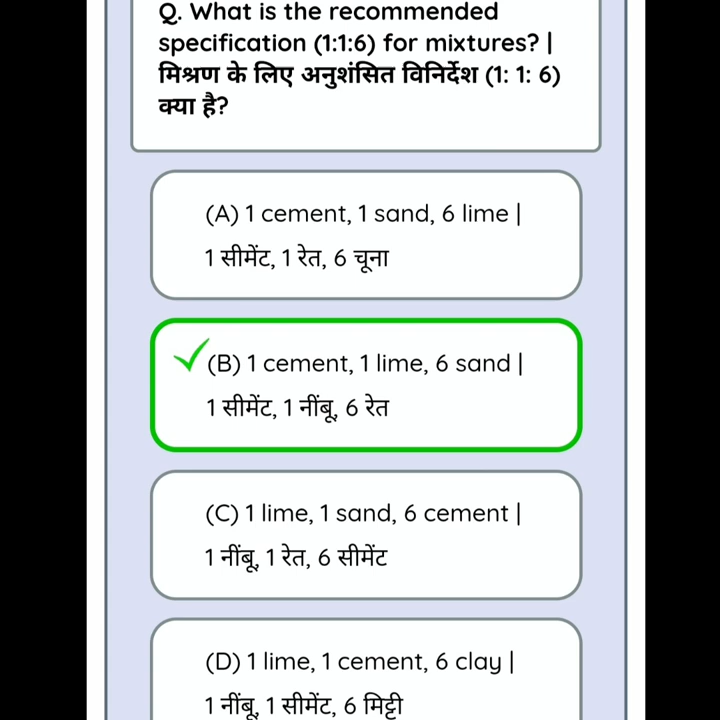 Q. What is the recommended
specification (1:1:6) for mixtures? |
मिश्रण के लिए अनुशंसित विनिर्देश (1: 1: 6)
क्या है?
(A) 1 cement, 1 sand, 6 lime |
1 सीमेंट, 1 रेत, 6 चूना
(B) 1 cement, 1 lime, 6 sand |
1 सीमेंट, 1 नींबू, 6 रेत
(C) 1 lime, 1 sand, 6 cement |
1 नींबू, 1 रेत, 6 सीमेंट
(D) 1 lime, 1 cement, 6 clay |
1 नींबू, 1 सीमेंट, 6 मिट्टी